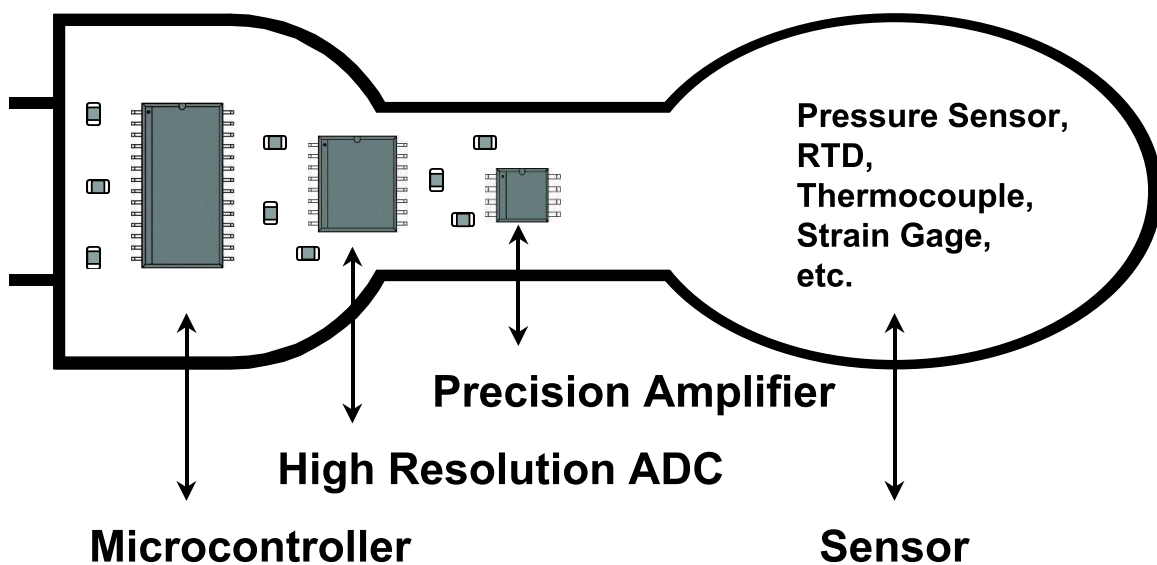 Pressure Sensor,
RTD,
Thermocouple,
Strain Gage,
etc.
Precision Amplifier
High Resolution ADC
Microcontroller
Sensor